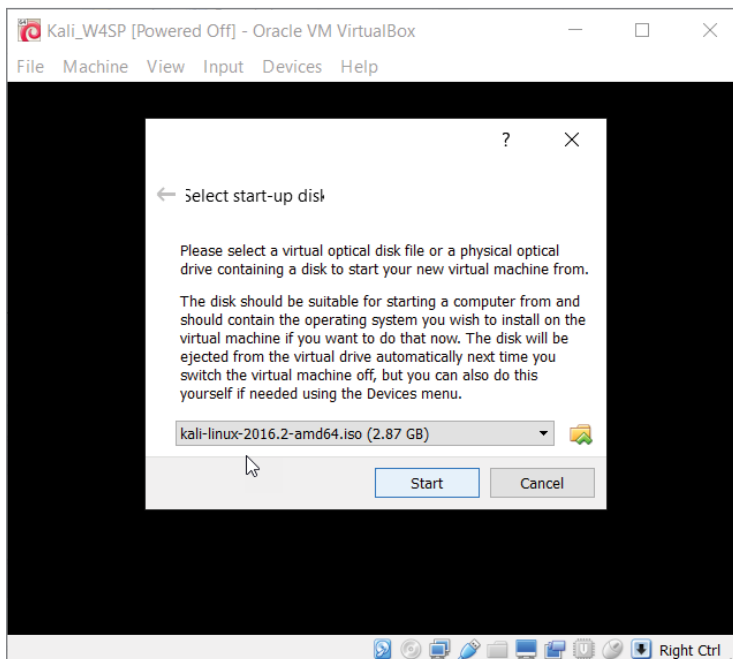 Kali_W4SP [Powered Off] - Oracle VM VirtualBox
File Machine View Input Devices Help
?
Select start-up disk
Please select a virtual optical disk file or a physical optical
drive containing a disk to start your new virtual machine from.
The disk should be suitable for starting a computer from and
should contain the operating system you wish to install on the
virtual machine if you want to do that now. The disk will be
ejected from the virtual drive automatically next time you
switch the virtual machine off, but you can also do this
yourself if needed using the Devices menu.
kali-linux-2016.2-amd64.iso (2.87 GB)
Start Cancel
Right Ctrl